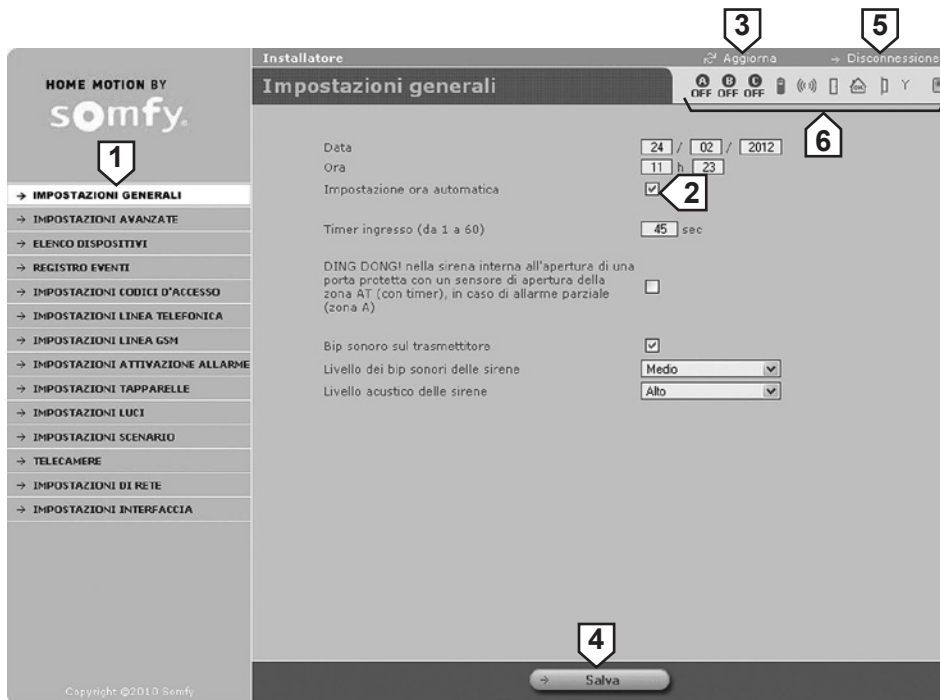 3
5
Installatore
Aggiorna
→ Disconnessione
HOME MOTION BY
somfy.
Impostazioni generali
A B C
OFF OFF OFF
OK
6
1
Data 24 / 02 / 2012
Ora 11 h 23
→ IMPOSTAZIONI GENERALI
Impostazione ora automatica
2
→ IMPOSTAZIONI AVANZATE
→ ELENCO DISPOSITIVI
→ REGISTRO EVENTI
→ IMPOSTAZIONI CODICI D'ACCESSO
→ IMPOSTAZIONI LINEA TELEFONICA
→ IMPOSTAZIONI LINEA GSM
→ IMPOSTAZIONI ATTIVAZIONE ALLARME
→ IMPOSTAZIONI TAPPARELLE
→ IMPOSTAZIONI LUCI
→ IMPOSTAZIONI SCENARIO
→ TELECAMERE
→ IMPOSTAZIONI DI RETE
→ IMPOSTAZIONI INTERFACCIA
Timer ingresso (da 1 a 60) 45 sec
DING DONG! nella sirena interna all'apertura di una
porta protetta con un sensore di apertura della
zona AT (con timer), in caso di allarme parziale
(zona A)
Bip sonoro sul trasmettitore
Livello dei bip sonori delle sirene Medio
Livello acustico delle sirene Alto
4
→ Salva
Copyright ©2010 Somfy